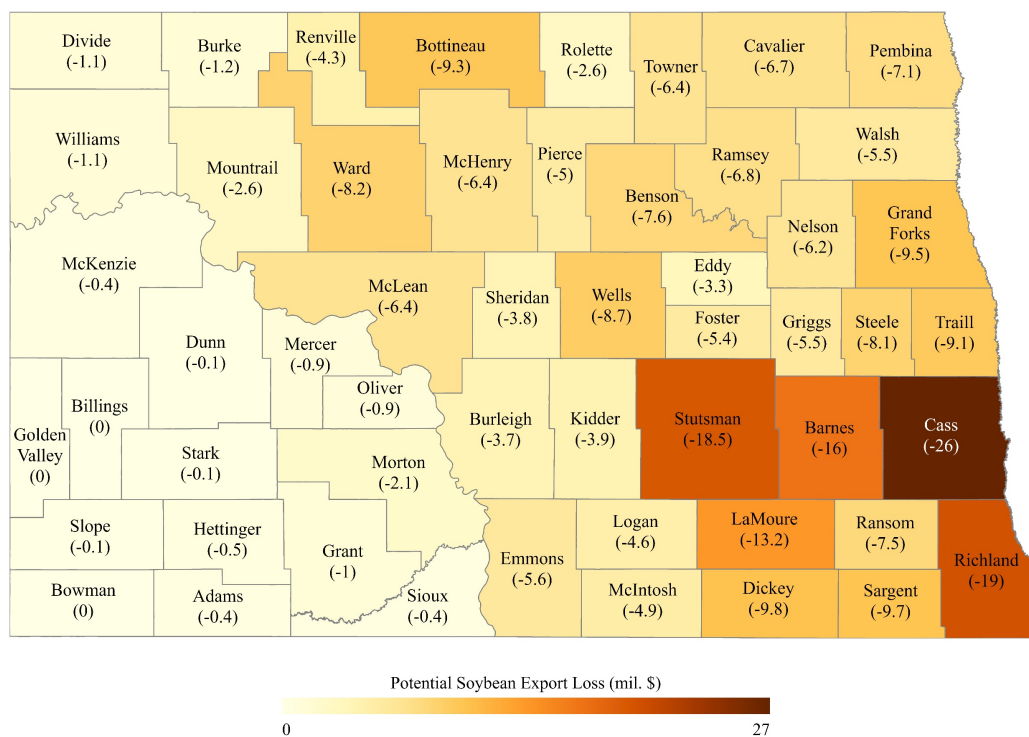 Divide
(-1.1)
Burke
(-1.2)
Renville
(-4.3)
Bottineau
(-9.3)
Rolette
(-2.6)
Towner
(-6.4)
Cavalier
(-6.7)
Pembina
(-7.1)
Williams
(-1.1)
Mountrail
(-2.6)
Ward
(-8.2)
McHenry
(-6.4)
Pierce
(-5)
Benson
(-7.6)
Ramsey
(-6.8)
Walsh
(-5.5)
Nelson
(-6.2)
Grand
Forks
(-9.5)
McKenzie
(-0.4)
McLean
(-6.4)
Sheridan
(-3.8)
Wells
(-8.7)
Eddy
(-3.3)
Foster
(-5.4)
Griggs
(-5.5)
Steele
(-8.1)
Traill
(-9.1)
Dunn
(-0.1)
Mercer
(-0.9)
Oliver
(-0.9)
Golden
Valley
(0)
Billings
(0)
Stark
(-0.1)
Morton
(-2.1)
Burleigh
(-3.7)
Kidder
(-3.9)
Stutsman
(-18.5)
Barnes
(-16)
Cass
(-26)
Slope
(-0.1)
Hettinger
(-0.5)
Grant
(-1)
Emmons
(-5.6)
Logan
(-4.6)
LaMoure
(-13.2)
Ransom
(-7.5)
Richland
(-19)
Bowman
(0)
Adams
(-0.4)
Sioux
(-0.4)
McIntosh
(-4.9)
Dickey
(-9.8)
Sargent
(-9.7)
Potential Soybean Export Loss (mil. $)
0
27